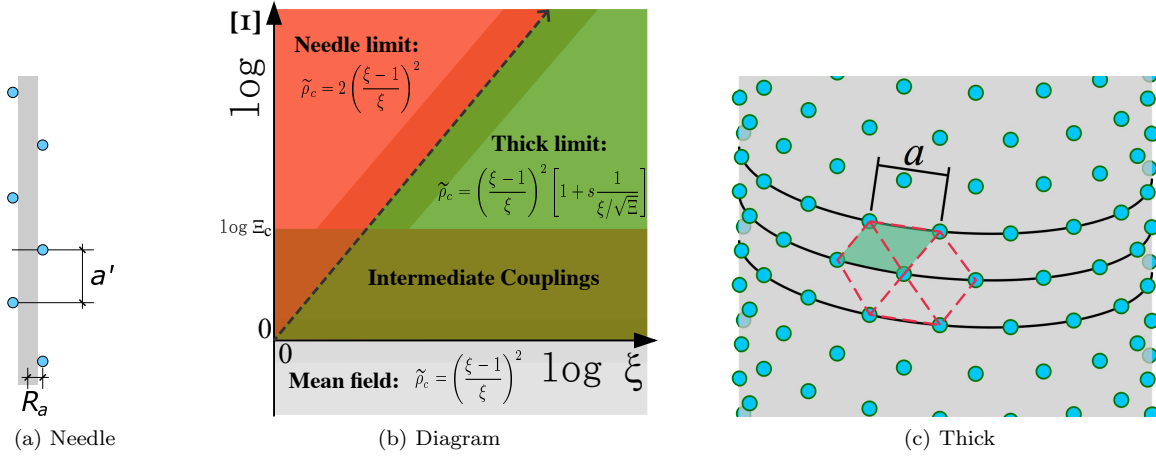 a'
R_a
(a) Needle
log [Ξ]
Needle limit:
ρ̃_c = 2 ( (ξ − 1) / ξ )^2
Thick limit:
ρ̃_c = ( (ξ − 1) / ξ )^2 [ 1 + s 1 / (ξ/√Ξ) ]
log Ξ_c
Intermediate Couplings
0
0
log ξ
Mean field: ρ̃_c = ( (ξ − 1) / ξ )^2
(b) Diagram
a
(c) Thick